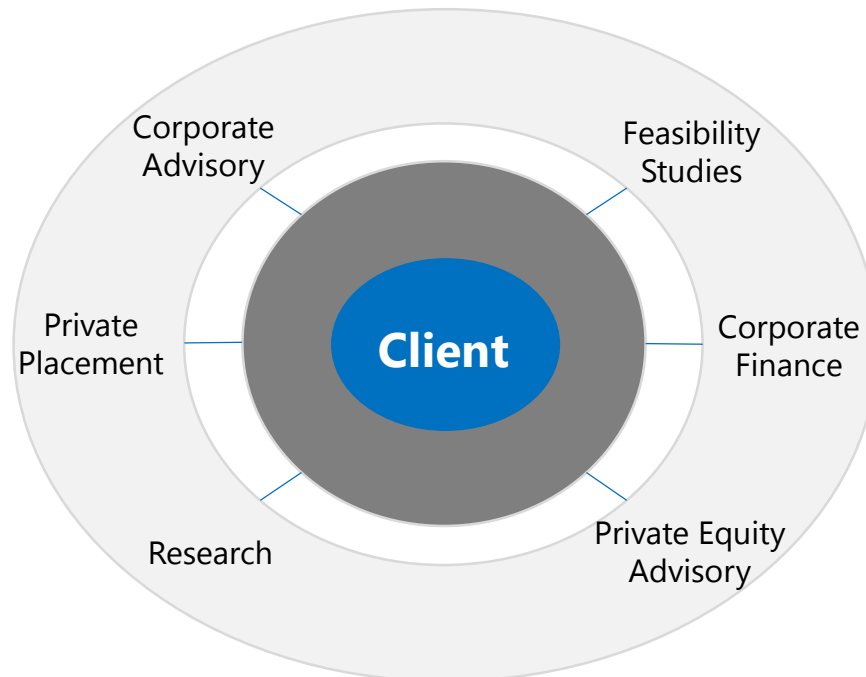 Corporate
Advisory
Feasibility
Studies
Private
Placement
Client
Corporate
Finance
Research
Private Equity
Advisory